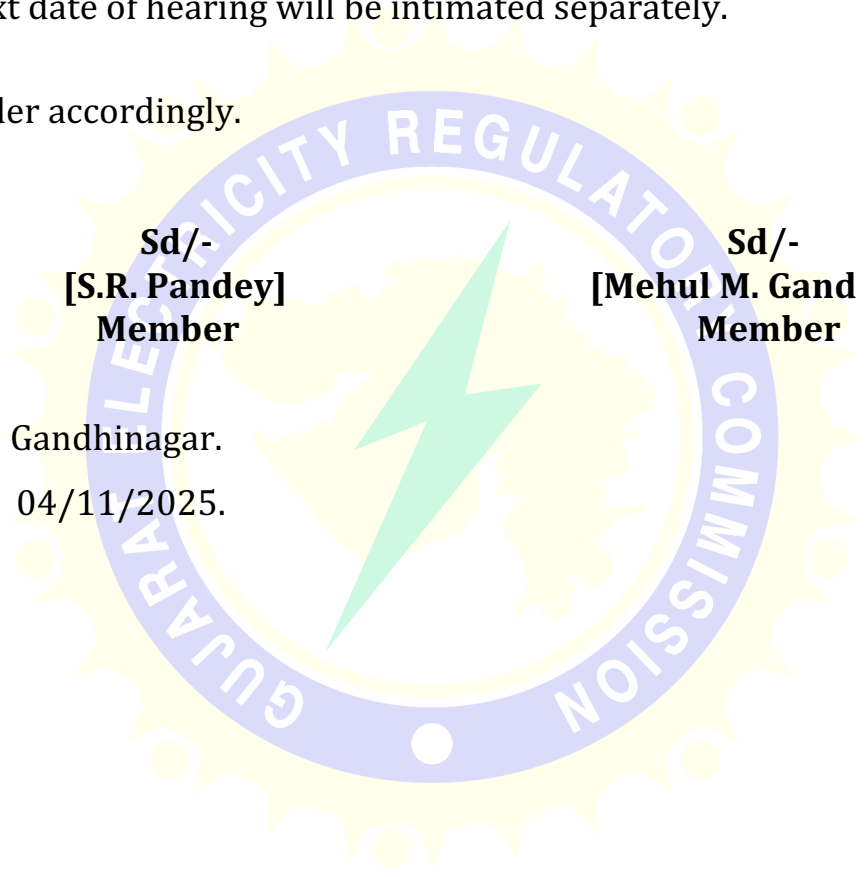 xt date of hearing will be intimated separately.
ler accordingly.
Sd/- Sd/-
[S.R. Pandey] [Mehul M. Gand
Member Member
Gandhinagar.
04/11/2025.
GUJARAT ELECTRICITY REGULATORY COMMISSION